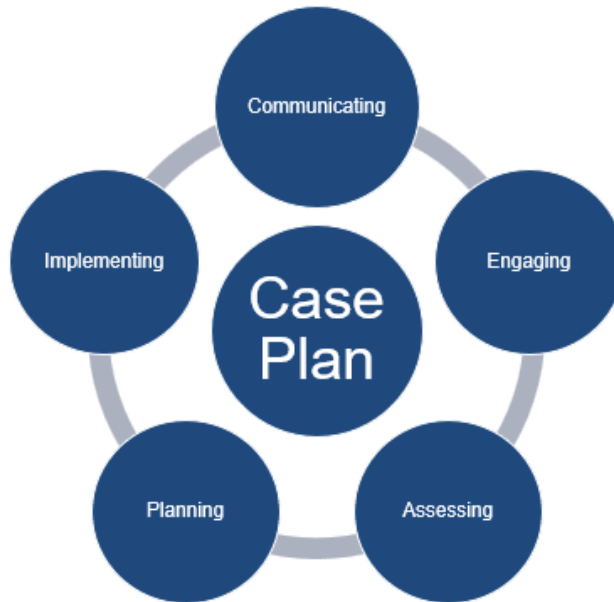 Communicating
Implementing
Engaging
Case
Plan
Planning
Assessing